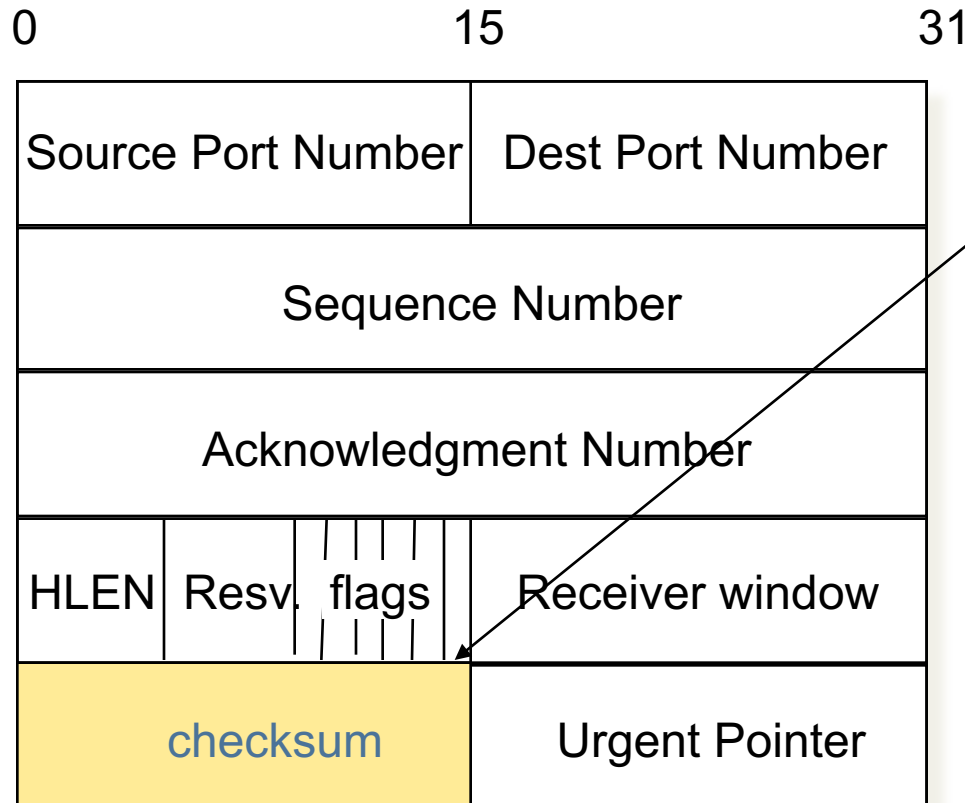 0 15 31
Source Port Number Dest Port Number
Sequence Number
Acknowledgment Number
HLEN Resv. flags Receiver window
checksum Urgent Pointer